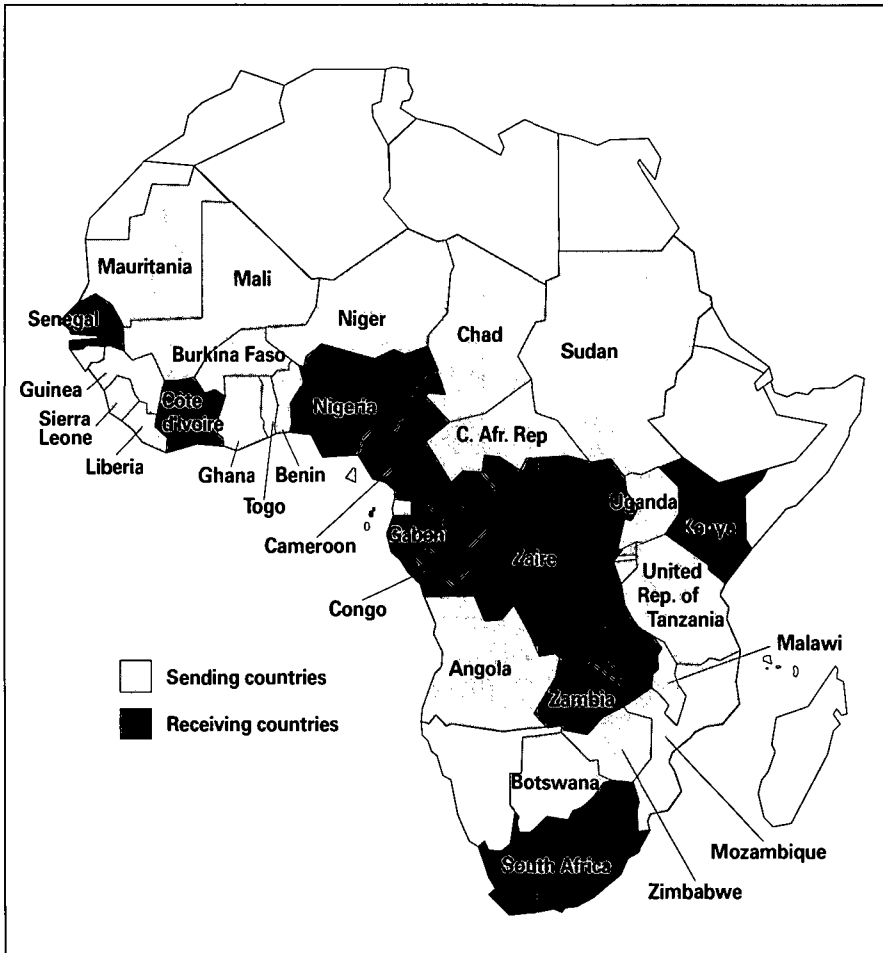 Mauritania
Mali
Niger
Chad
Sudan
Senegal
Burkina Faso
Guinea
Sierra
Leone
Liberia
Côte
d'Ivoire
Ghana
Togo
Benin
Nigeria
Cameroon
C. Afr. Rep
Gabon
Congo
Zaire
Uganda
Kenya
United
Rep. of
Tanzania
Malawi
Angola
Zambia
Sending countries
Receiving countries
Botswana
Mozambique
Zimbabwe
South Africa